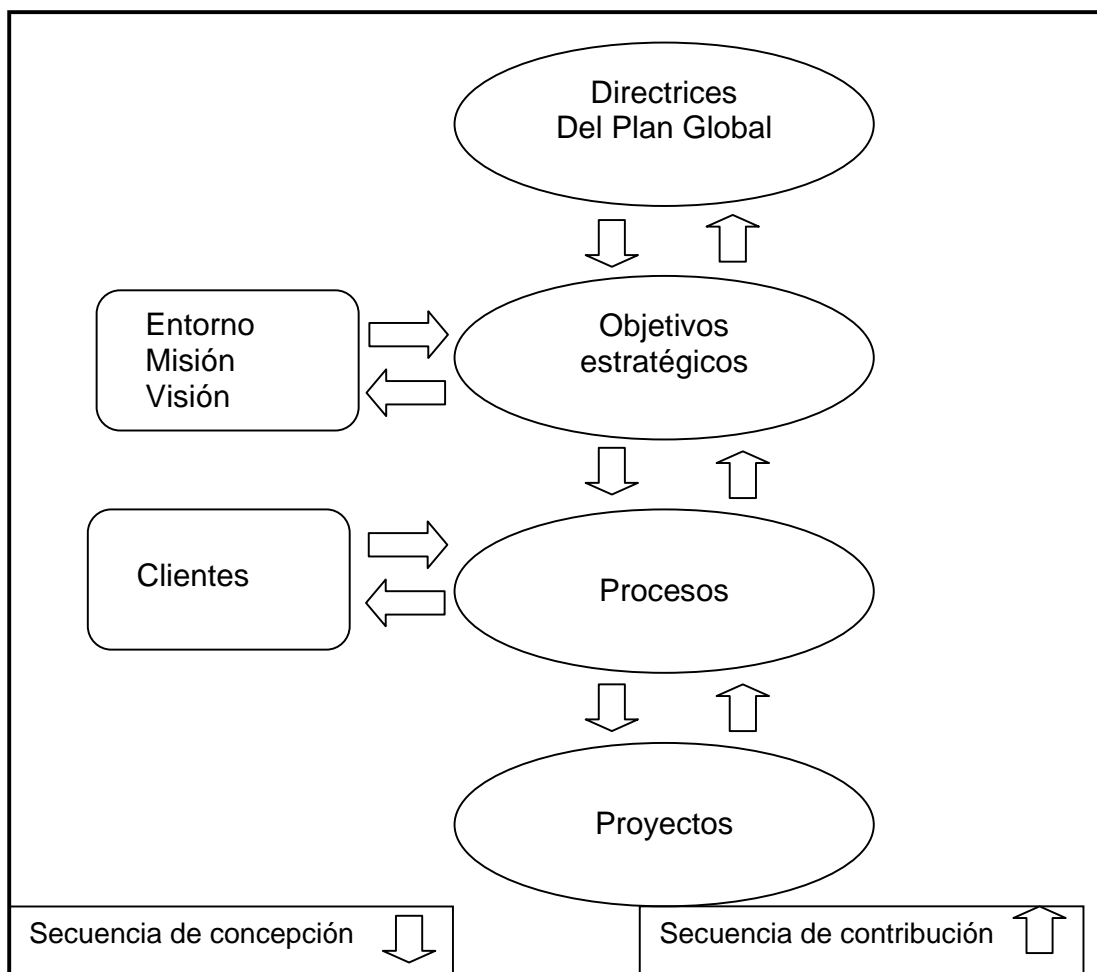 Directrices
Del Plan Global
Entorno
Misión
Visión
Objetivos
estratégicos
Clientes
Procesos
Proyectos
Secuencia de concepción
Secuencia de contribución